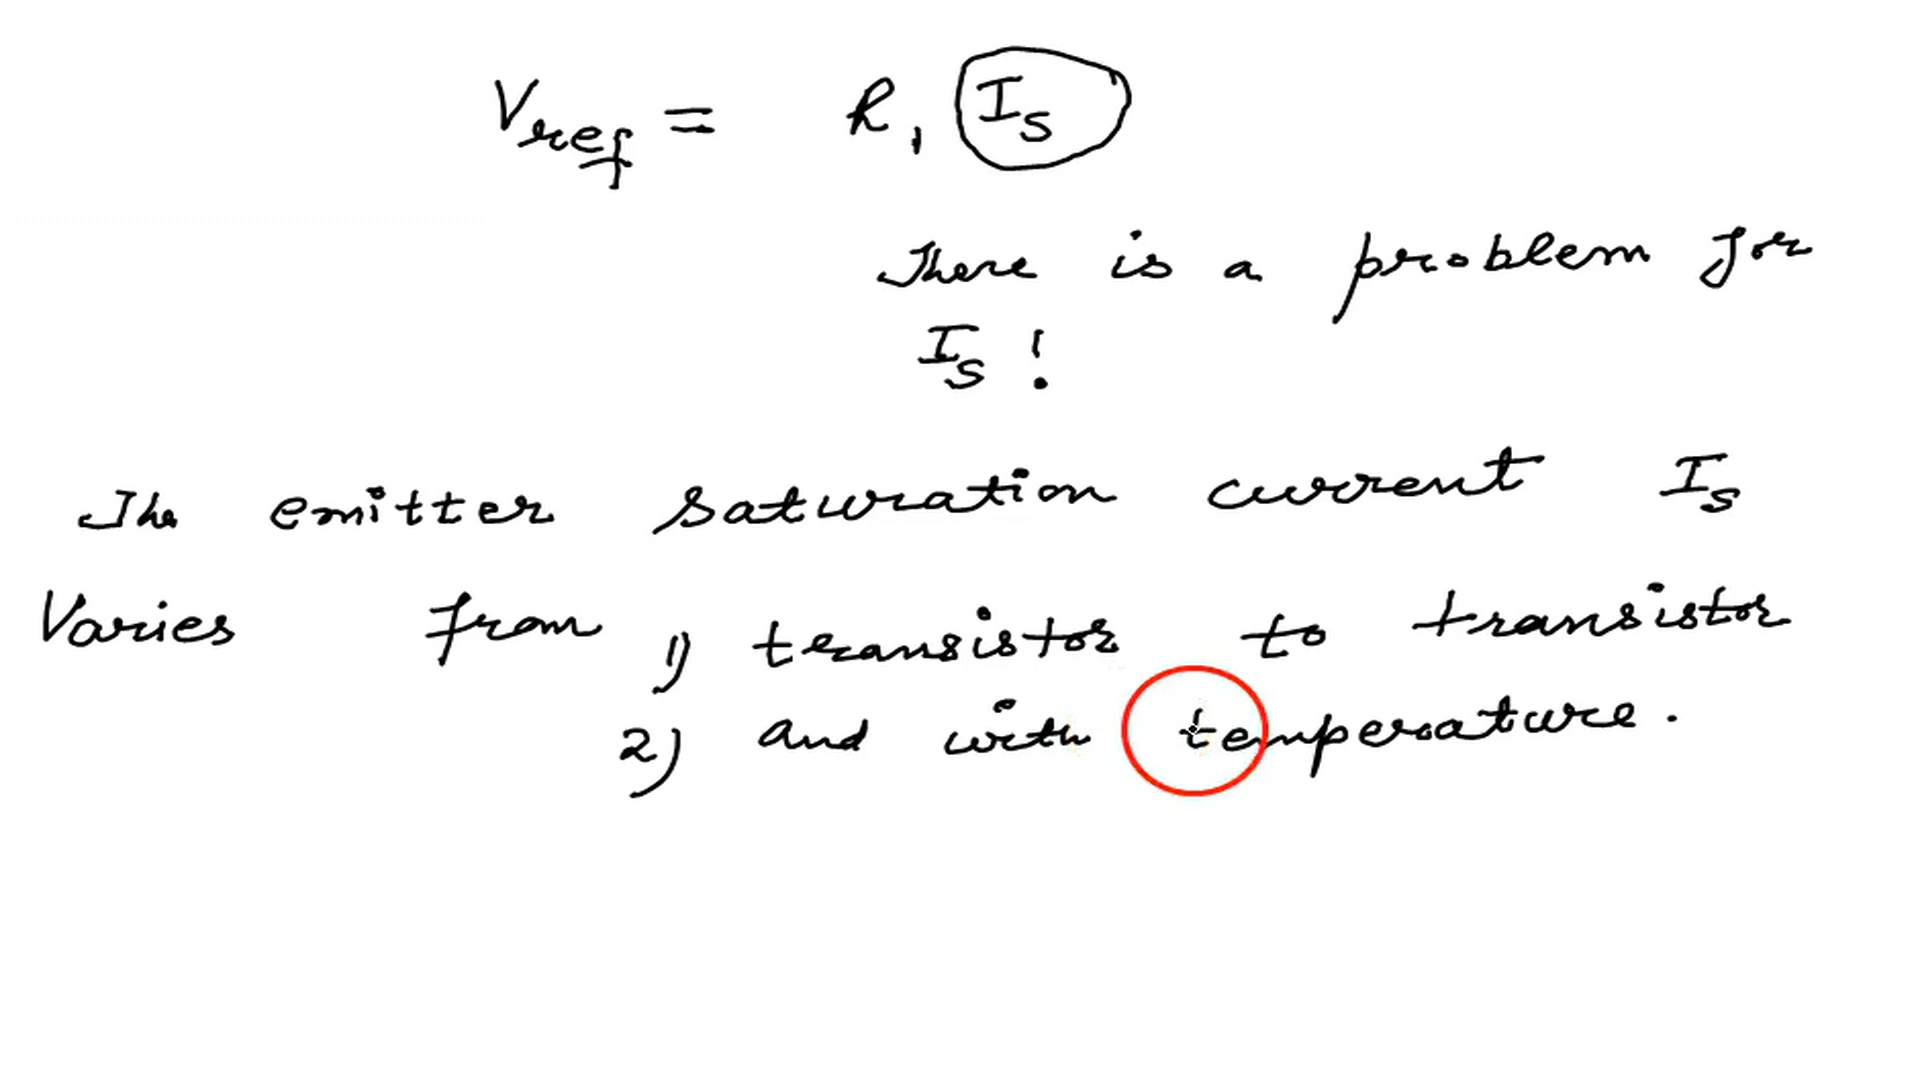 Vref = R1 IS
There is a problem for
IS !
The emitter saturation current IS
Varies from 1) transistor to transistor
2) and with temperature.